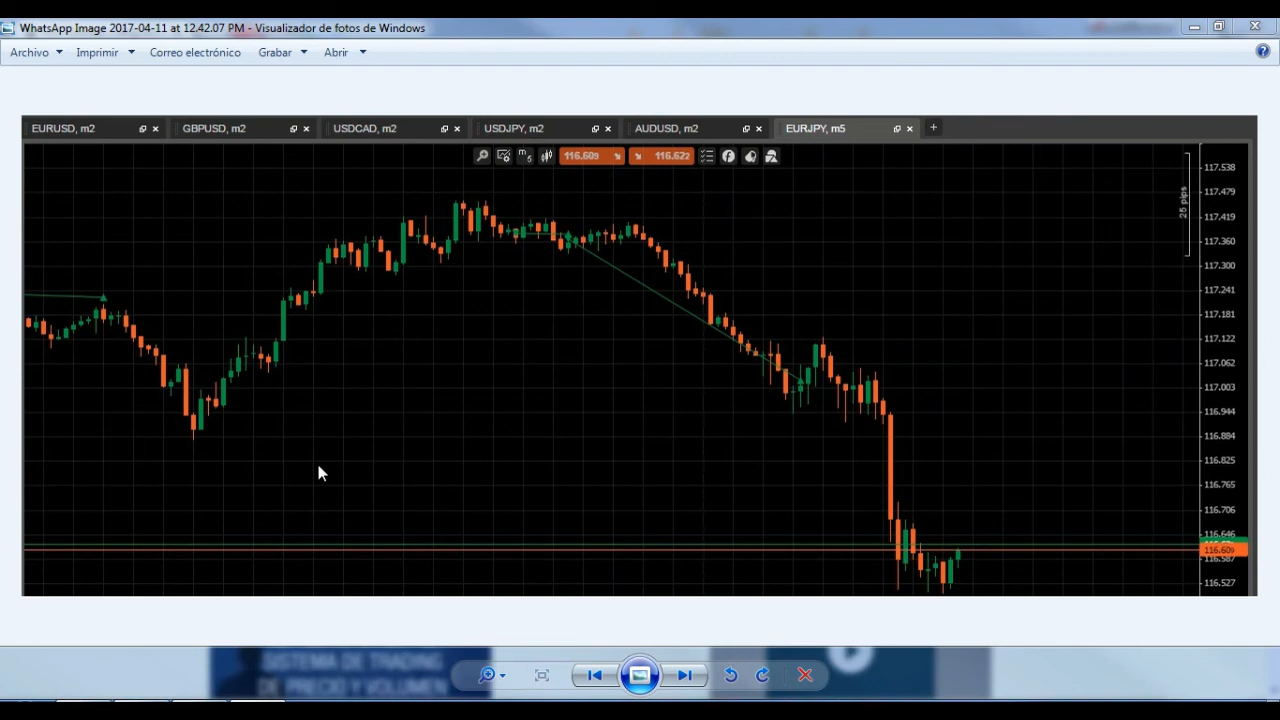 WhatsApp Image 2017-04-11 at 12.42.07 PM - Visualizador de fotos de Windows
Archivo Imprimir Correo electrónico Grabar Abrir
EURUSD, m2 GBPUSD, m2 USDCAD, m2 USDJPY, m2 AUDUSD, m2 EURJPY, m5
m5 116.609 116.622
25 pips
117.538
117.479
117.419
117.360
117.300
117.241
117.181
117.122
117.062
117.003
116.944
116.884
116.825
116.765
116.706
116.646
116.609
116.587
116.527
SISTEMA DE TRADING
DE PRECIO Y VOLUMEN